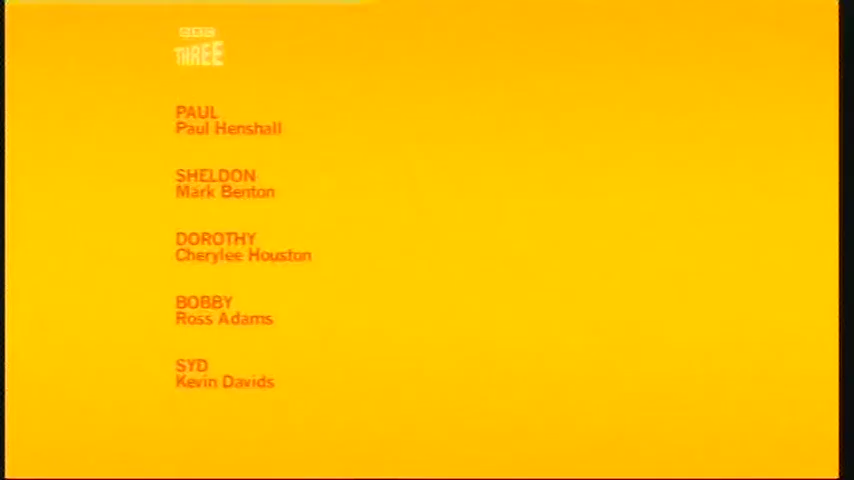 BBC
THREE
PAUL
Paul Henshall
SHELDON
Mark Benton
DOROTHY
Cherylee Houston
BOBBY
Ross Adams
SYD
Kevin Davids